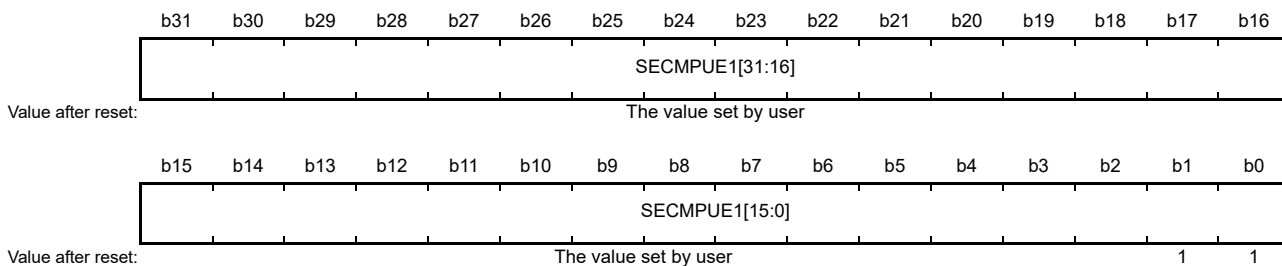 b31 b30 b29 b28 b27 b26 b25 b24 b23 b22 b21 b20 b19 b18 b17 b16
SECMPUE1[31:16]
Value after reset: The value set by user
b15 b14 b13 b12 b11 b10 b9 b8 b7 b6 b5 b4 b3 b2 b1 b0
SECMPUE1[15:0]
Value after reset: The value set by user 1 1